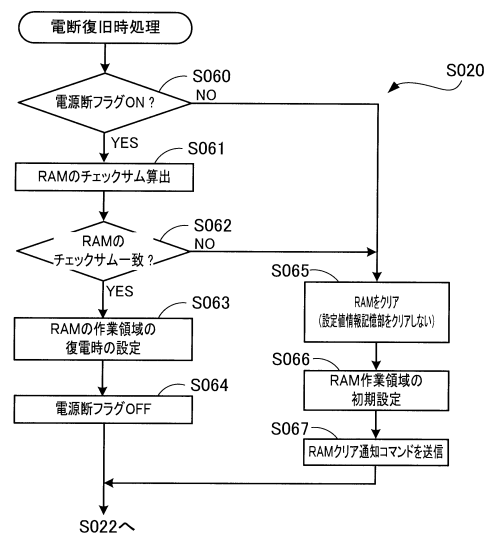 電断復旧時処理
S060
S020
電源断フラグON?
NO
YES
S061
RAMのチェックサム算出
S062
RAMの
チェックサム一致?
NO
YES
S065
RAMをクリア
(設定値情報記憶部をクリアしない)
S063
RAMの作業領域の
復電時の設定
S066
RAM作業領域の
初期設定
S064
電源断フラグOFF
S067
RAMクリア通知コマンドを送信
S022へ